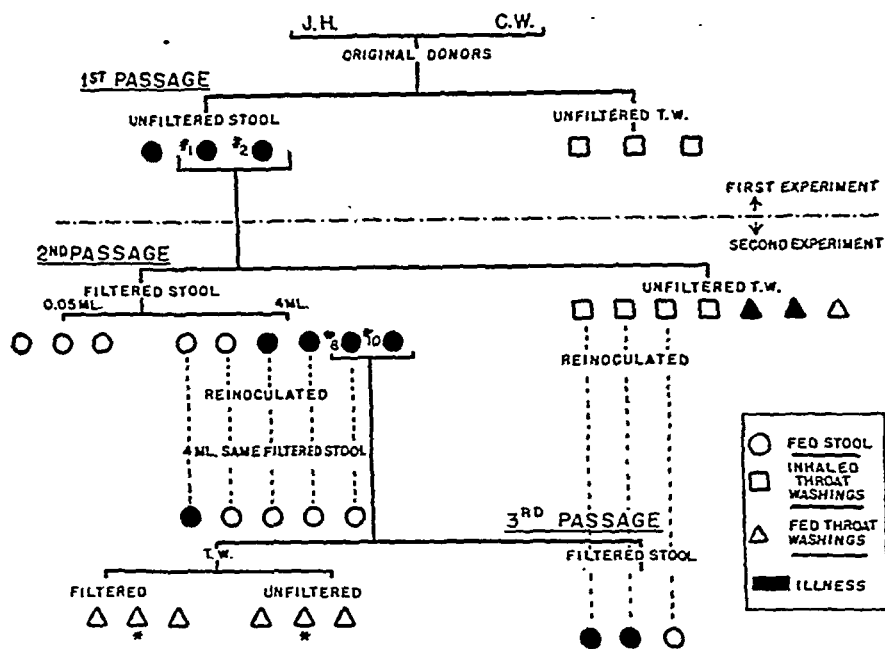 J.H. C.W.
ORIGINAL DONORS
1ST PASSAGE
UNFILTERED STOOL UNFILTERED T.W.
#1 #2
FIRST EXPERIMENT
SECOND EXPERIMENT
2ND PASSAGE
FILTERED STOOL UNFILTERED T.W.
0.05 ML. 4 ML.
#8 #10
REINOCULATED REINOCULATED
4 ML. SAME FILTERED STOOL
3RD PASSAGE
T.W. FILTERED STOOL
FILTERED UNFILTERED
* *
FED STOOL
INHALED
THROAT
WASHINGS
FED THROAT
WASHINGS
ILLNESS